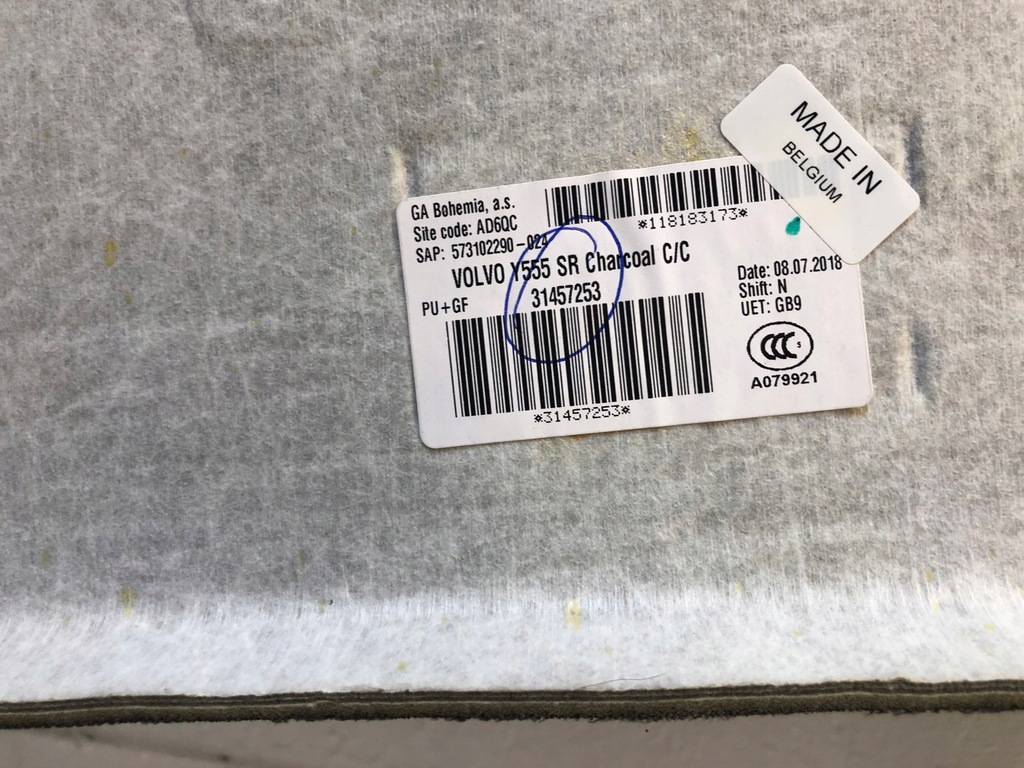 MADE IN
BELGIUM
GA Bohemia, a.s.
Site code: AD6QC
SAP: 573102290-024
*118183173*
VOLVO Y555 SR Charcoal C/C
31457253
PU+GF
Date: 08.07.2018
Shift: N
UET: GB9
CCC S
A079921
*31457253*